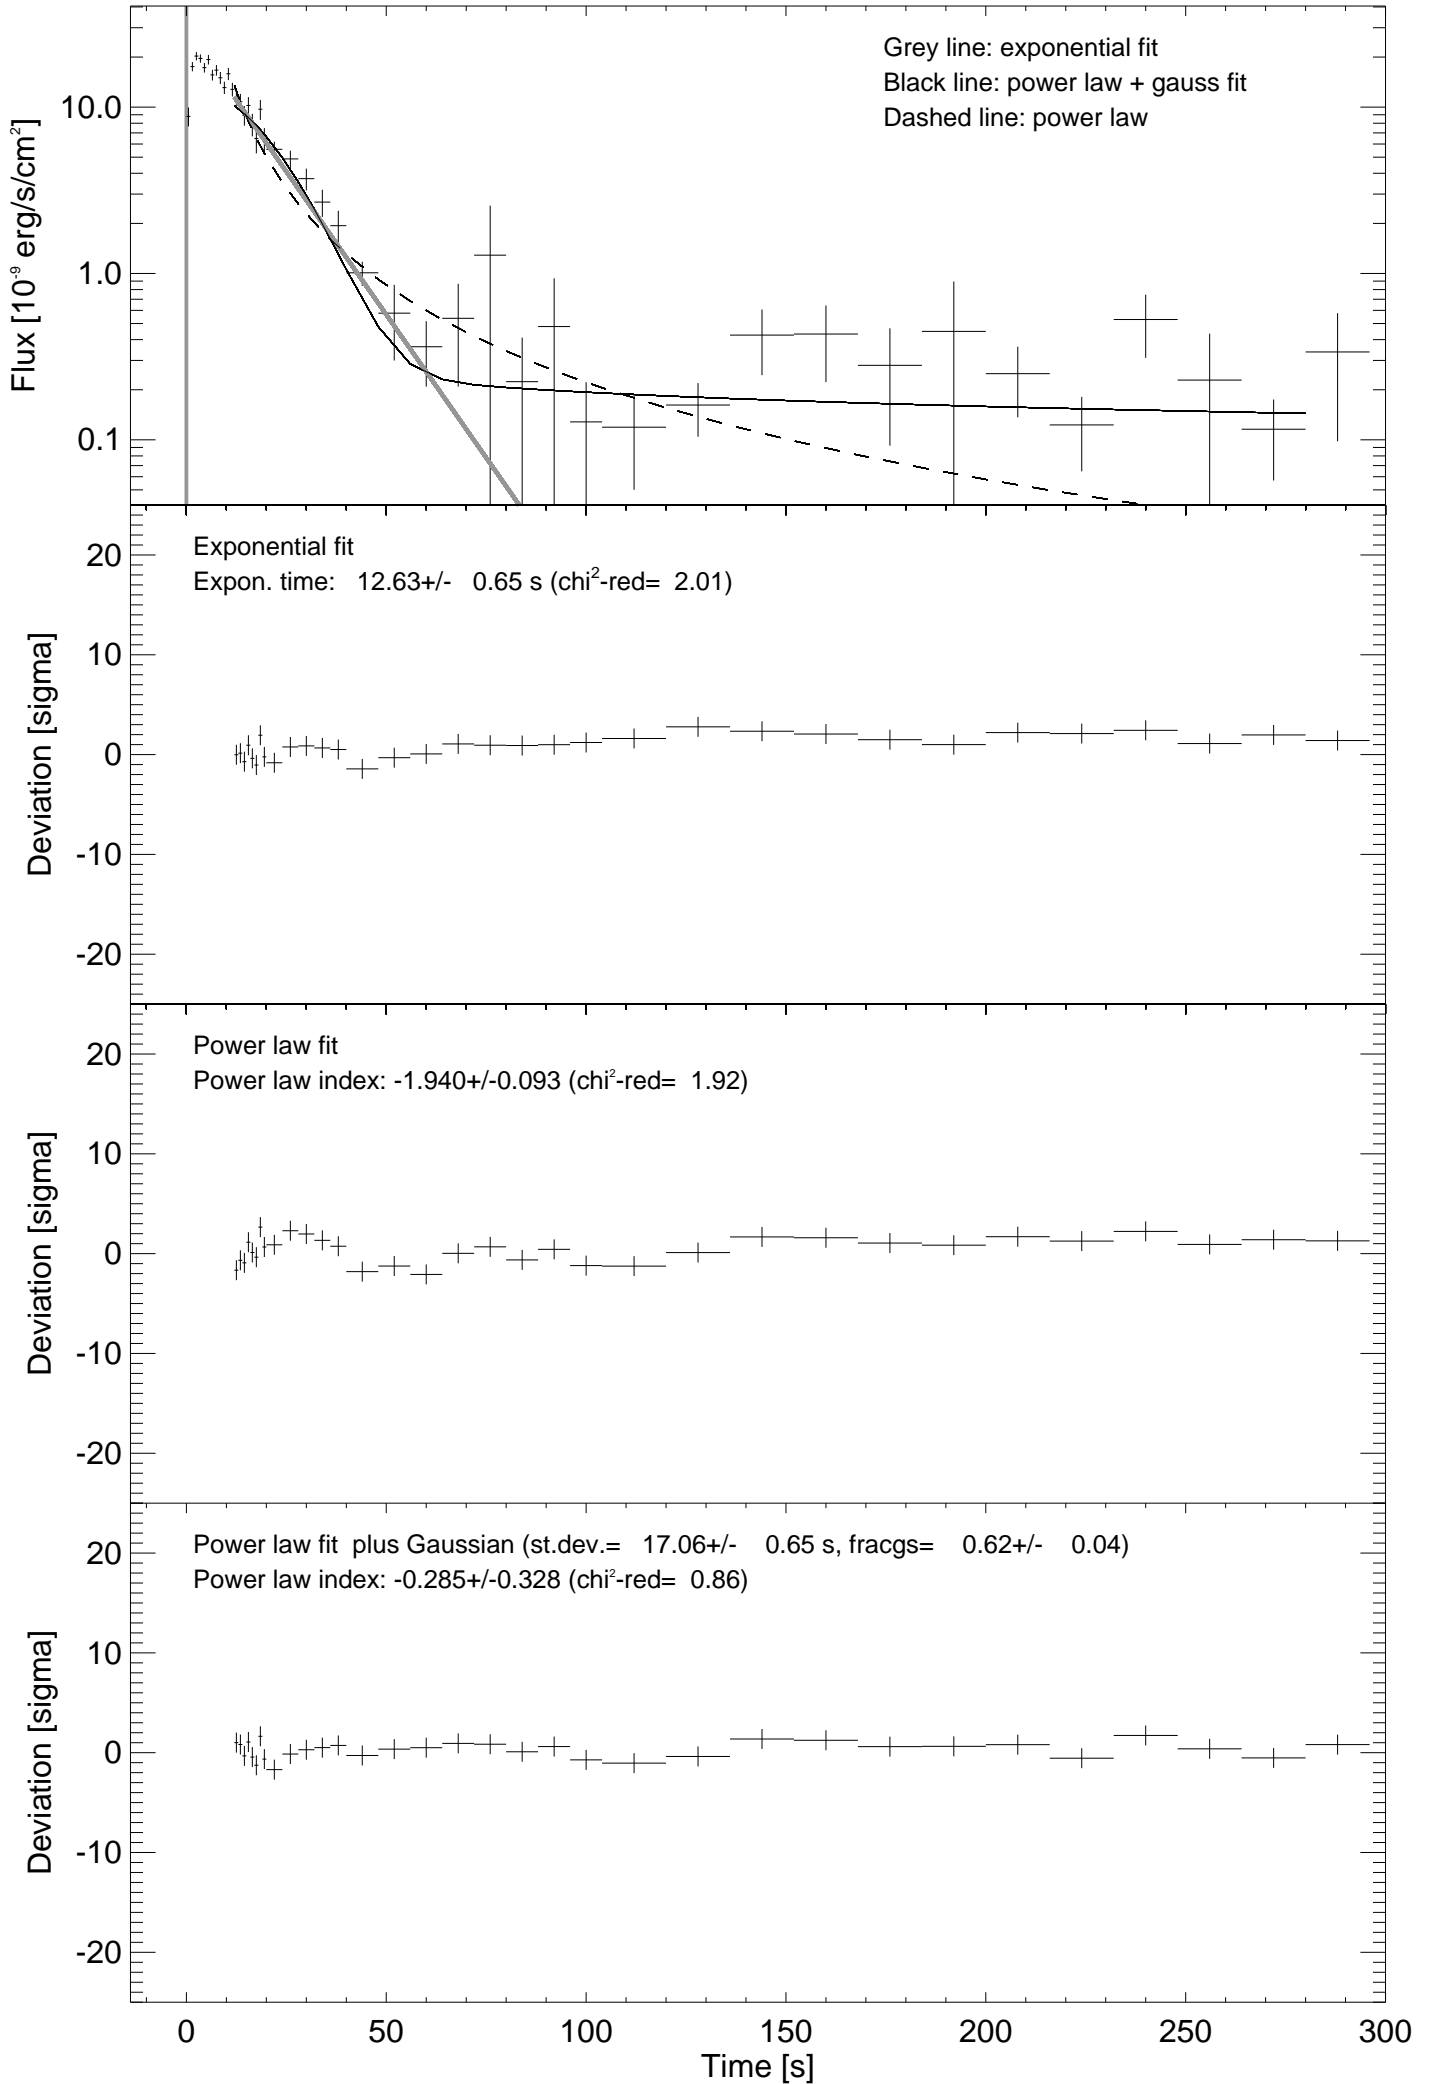 Grey line: exponential fit
Black line: power law + gauss fit
Dashed line: power law
Flux [10⁻⁹ erg/s/cm²]
10.0
1.0
0.1
Exponential fit
Expon. time: 12.63+/- 0.65 s (chi²-red= 2.01)
Deviation [sigma]
20
10
0
-10
-20
Power law fit
Power law index: -1.940+/-0.093 (chi²-red= 1.92)
Deviation [sigma]
20
10
0
-10
-20
Power law fit plus Gaussian (st.dev.= 17.06+/- 0.65 s, fracgs= 0.62+/- 0.04)
Power law index: -0.285+/-0.328 (chi²-red= 0.86)
Deviation [sigma]
20
10
0
-10
-20
0 50 100 150 200 250 300
Time [s]